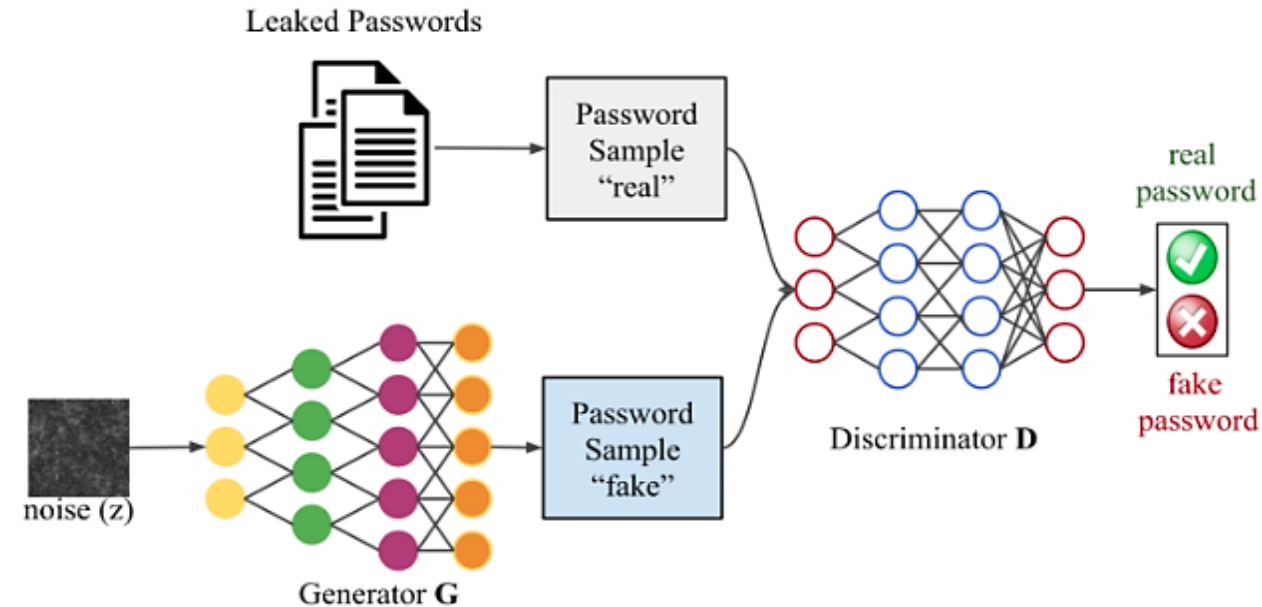 Leaked Passwords
Password
Sample
“real”
real
password
noise (z)
Generator G
Password
Sample
“fake”
Discriminator D
fake
password